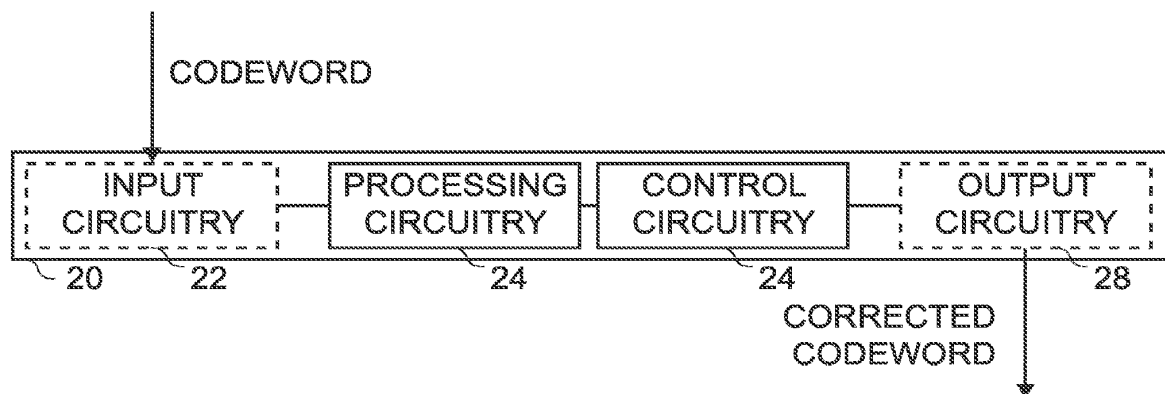 CODEWORD
INPUT
CIRCUITRY
PROCESSING
CIRCUITRY
CONTROL
CIRCUITRY
OUTPUT
CIRCUITRY
20
22
24
24
28
CORRECTED
CODEWORD